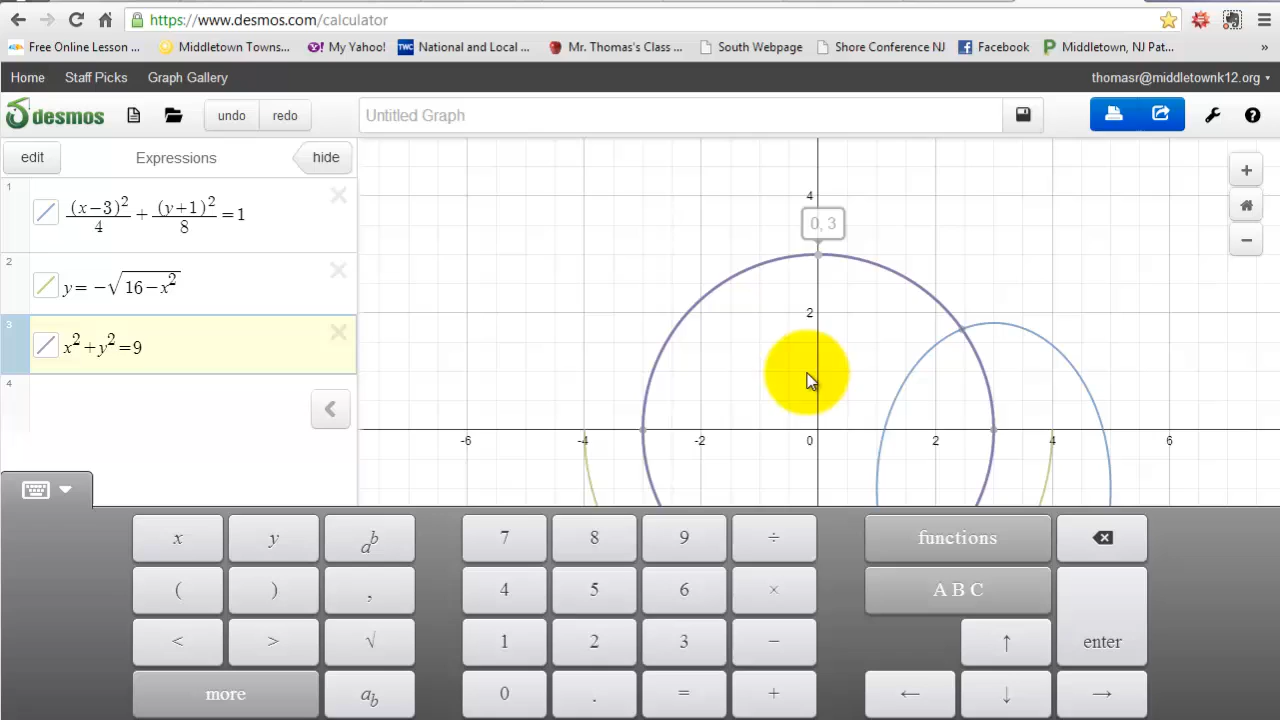 https://www.desmos.com/calculator
Free Online Lesson ... Middletown Towns... My Yahoo! TWC National and Local ... Mr. Thomas's Class ... South Webpage Shore Conference NJ Facebook Middletown, NJ Pat... »
Home Staff Picks Graph Gallery thomasr@middletownk12.org
desmos undo redo Untitled Graph
edit Expressions hide
1 (x−3)²/4 + (y+1)²/8 = 1
2 y = −√16−x²
3 x²+y²=9
4
0, 3
4
2
-6 -4 -2 0 2 4 6
x y a^b 7 8 9 ÷ functions
( ) , 4 5 6 × A B C
< > √ 1 2 3 − ↑ enter
more a_b 0 . = + ← ↓ →